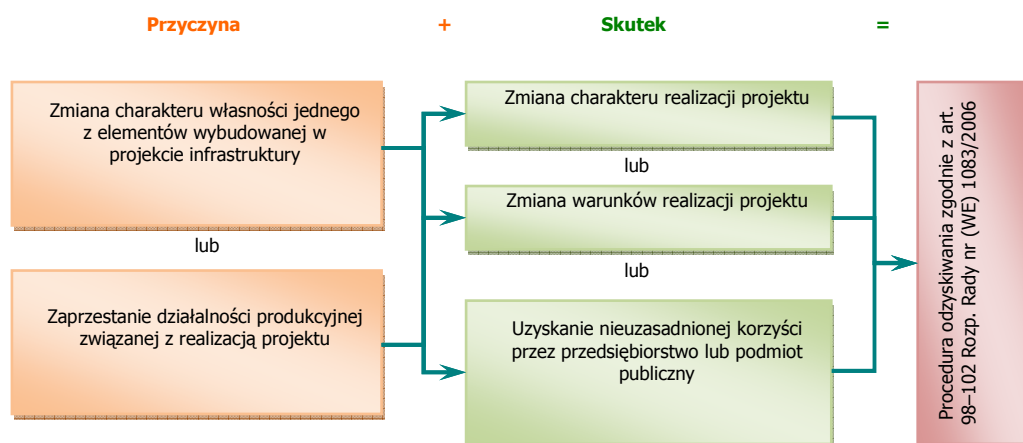 Przyczyna + Skutek =
Zmiana charakteru własności jednego
z elementów wybudowanej w
projekcie infrastruktury
lub
Zaprzestanie działalności produkcyjnej
związanej z realizacją projektu
Zmiana charakteru realizacji projektu
lub
Zmiana warunków realizacji projektu
lub
Uzyskanie nieuzasadnionej korzyści
przez przedsiębiorstwo lub podmiot
publiczny
Procedura odzyskiwania zgodnie z art.
98–102 Rozp. Rady nr (WE) 1083/2006